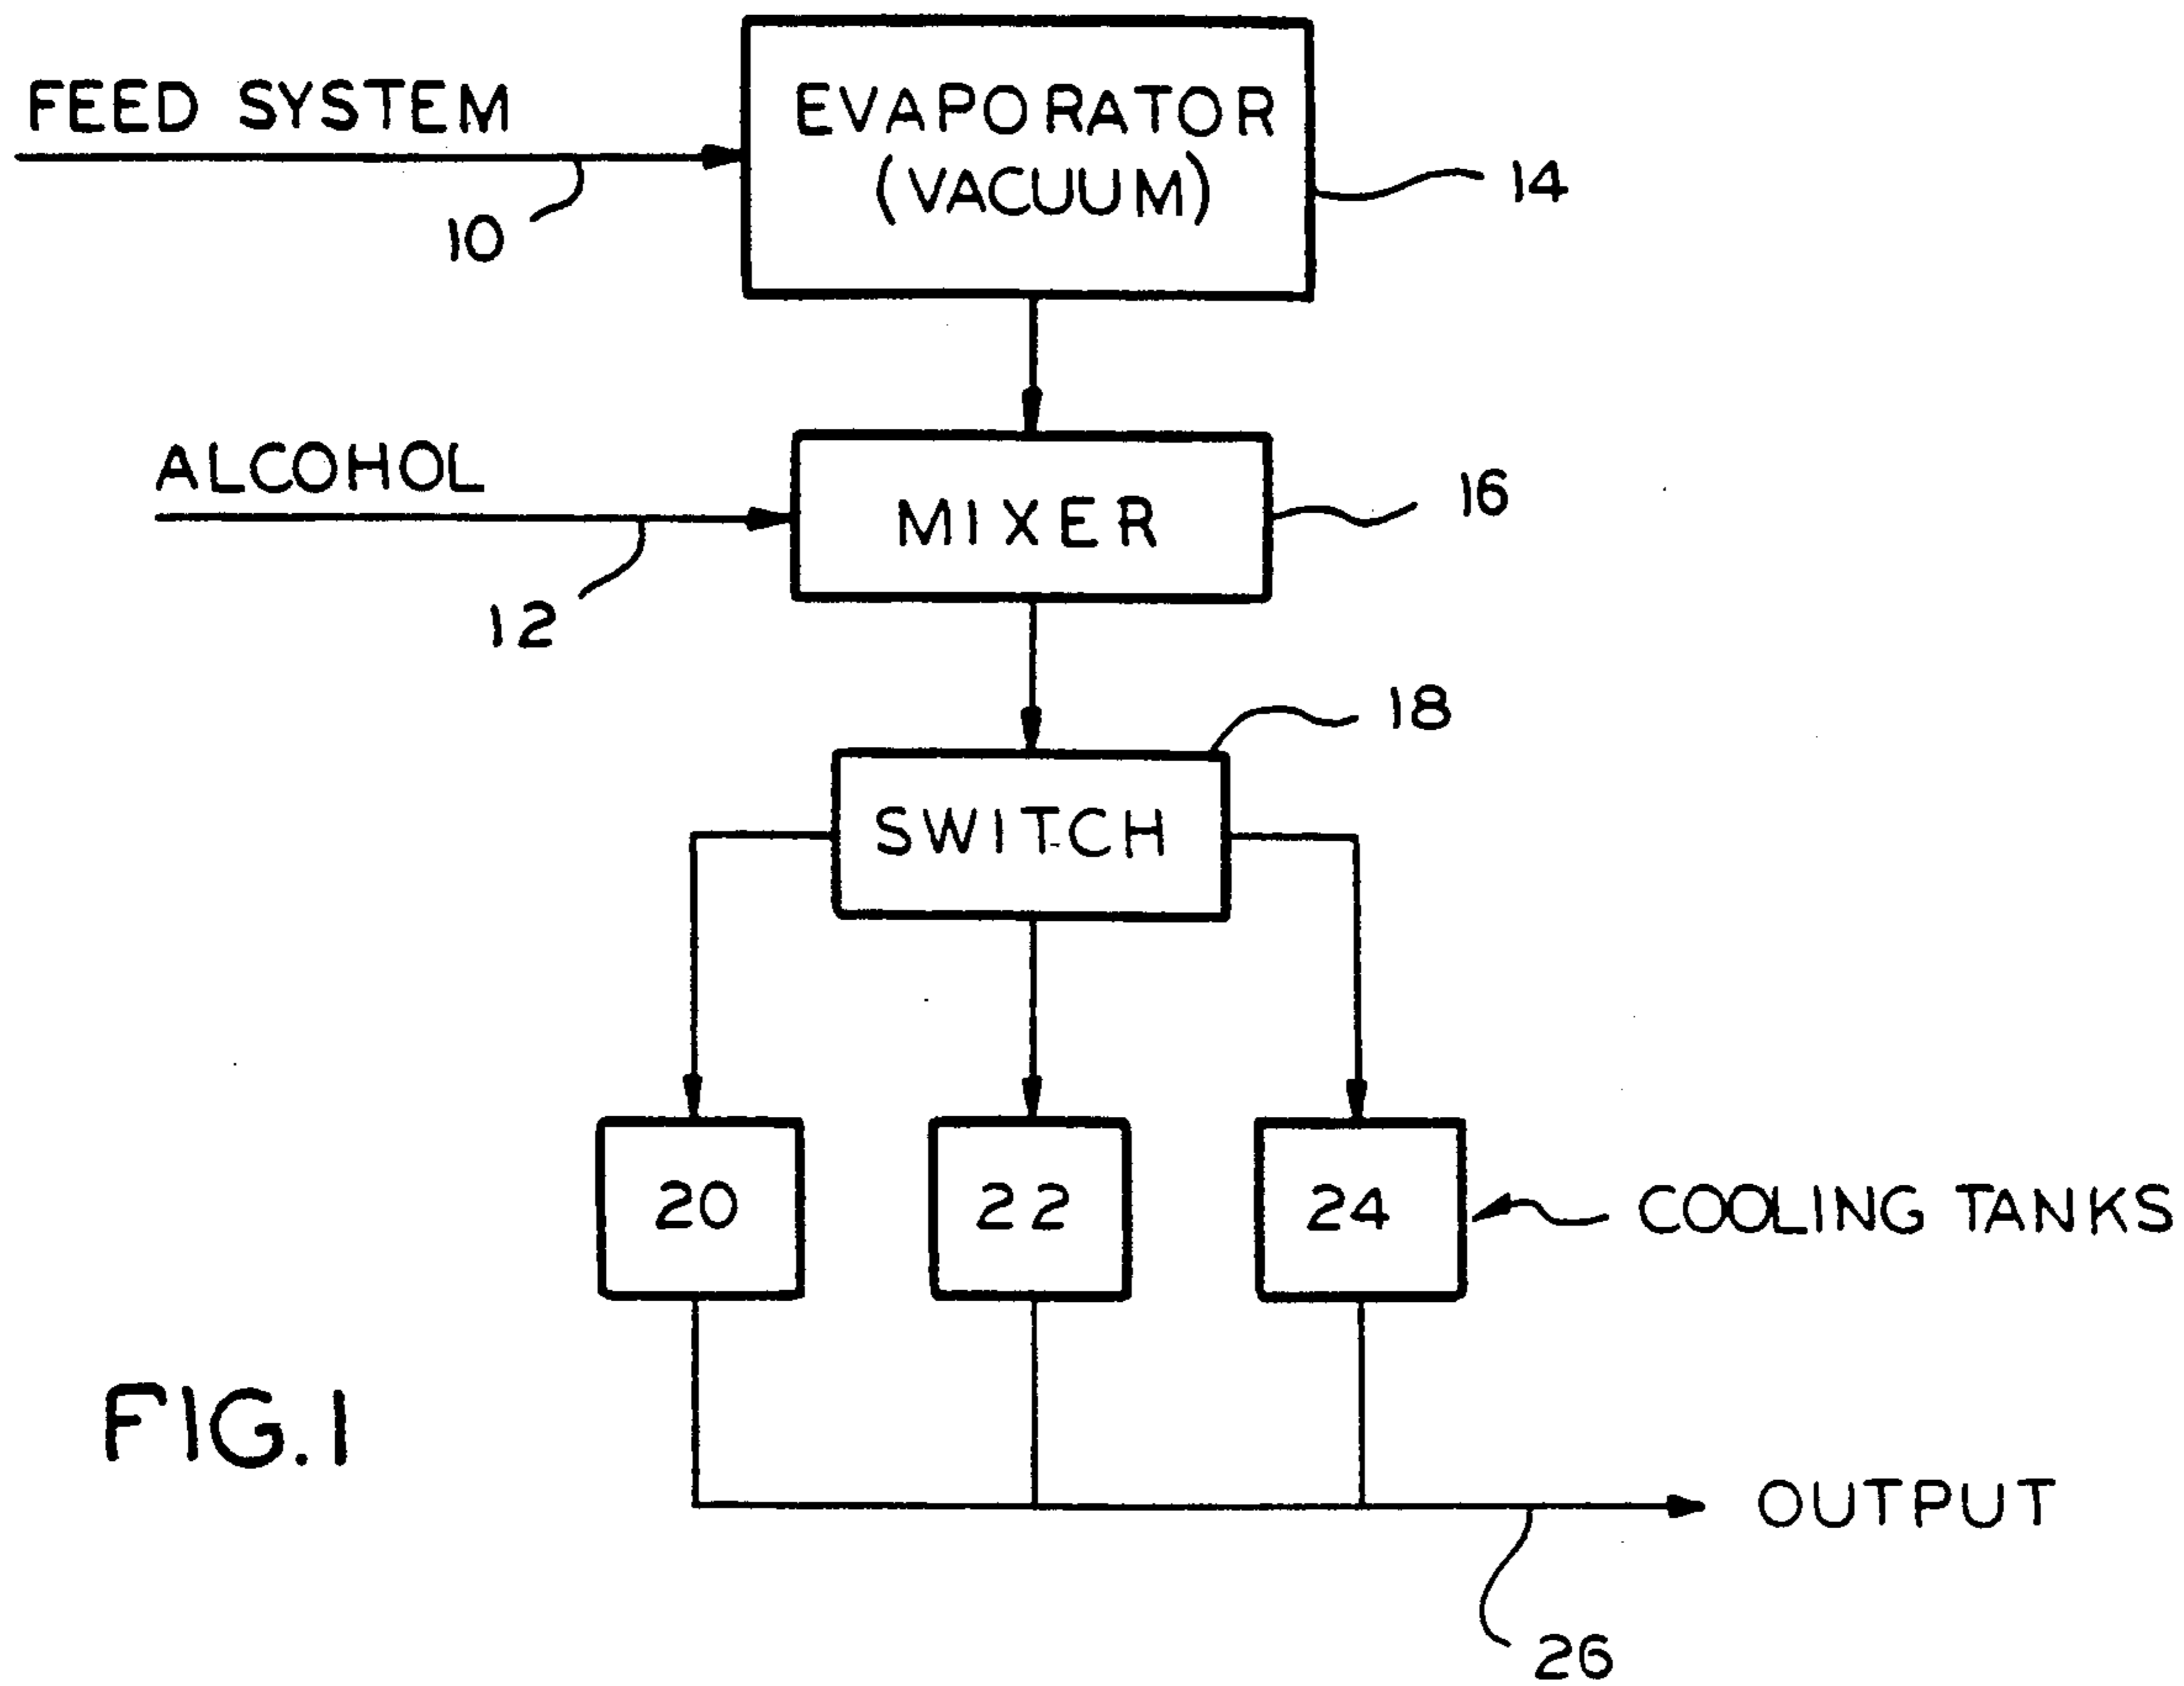 FEED SYSTEM
10
EVAPORATOR
(VACUUM)
14
ALCOHOL
12
MIXER
16
18
SWITCH
20
22
24
COOLING TANKS
FIG. 1
OUTPUT
26